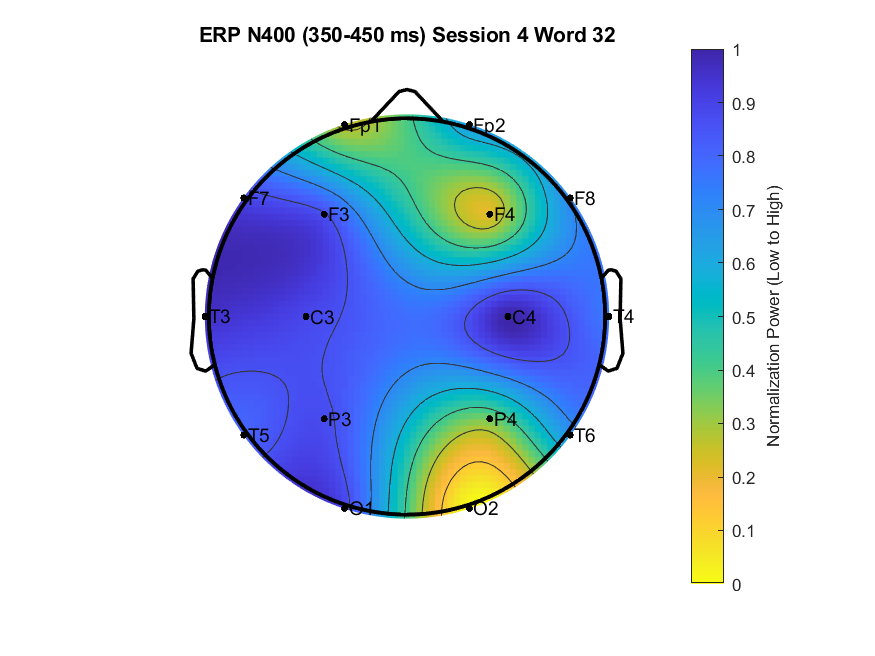 ERP N400 (350-450 ms) Session 4 Word 32
Fp1
Fp2
F7
F3
F4
F8
T3
C3
C4
T4
T5
P3
P4
T6
O1
O2
1
0.9
0.8
0.7
0.6
0.5
0.4
0.3
0.2
0.1
0
Normalization Power (Low to High)